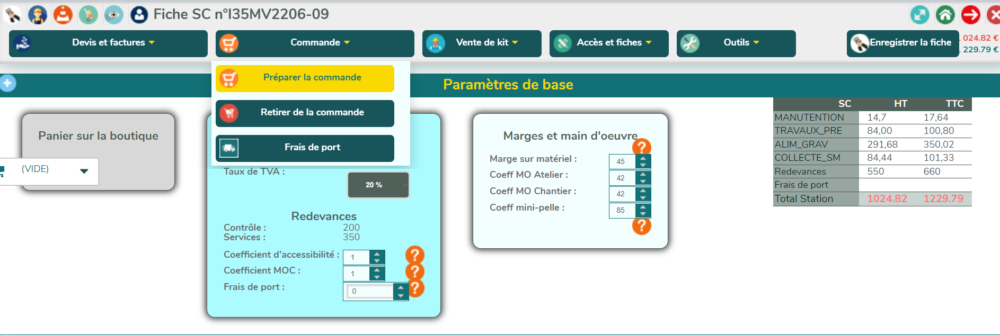 Fiche SC n°I35MV2206-09
Devis et factures
Commande
Vente de kit
Accès et fiches
Outils
Enregistrer la fiche
024.82 €
229.79 €
Préparer la commande
Retirer de la commande
Frais de port
Paramètres de base
Panier sur la boutique
(VIDE)
Taux de TVA :
20 %
Redevances
Contrôle : 200
Services : 350
Coefficient d'accessibilité : 1
Coefficient MOC : 1
Frais de port : 0
Marges et main d'oeuvre
Marge sur matériel : 45
Coeff MO Atelier : 42
Coeff MO Chantier : 42
Coeff mini-pelle : 85
SC HT TTC
MANUTENTION 14,7 17,64
TRAVAUX_PRE 84,00 100,80
ALIM_GRAV 291,68 350,02
COLLECTE_SM 84,44 101,33
Redevances 550 660
Frais de port
Total Station 1024.82 1229.79